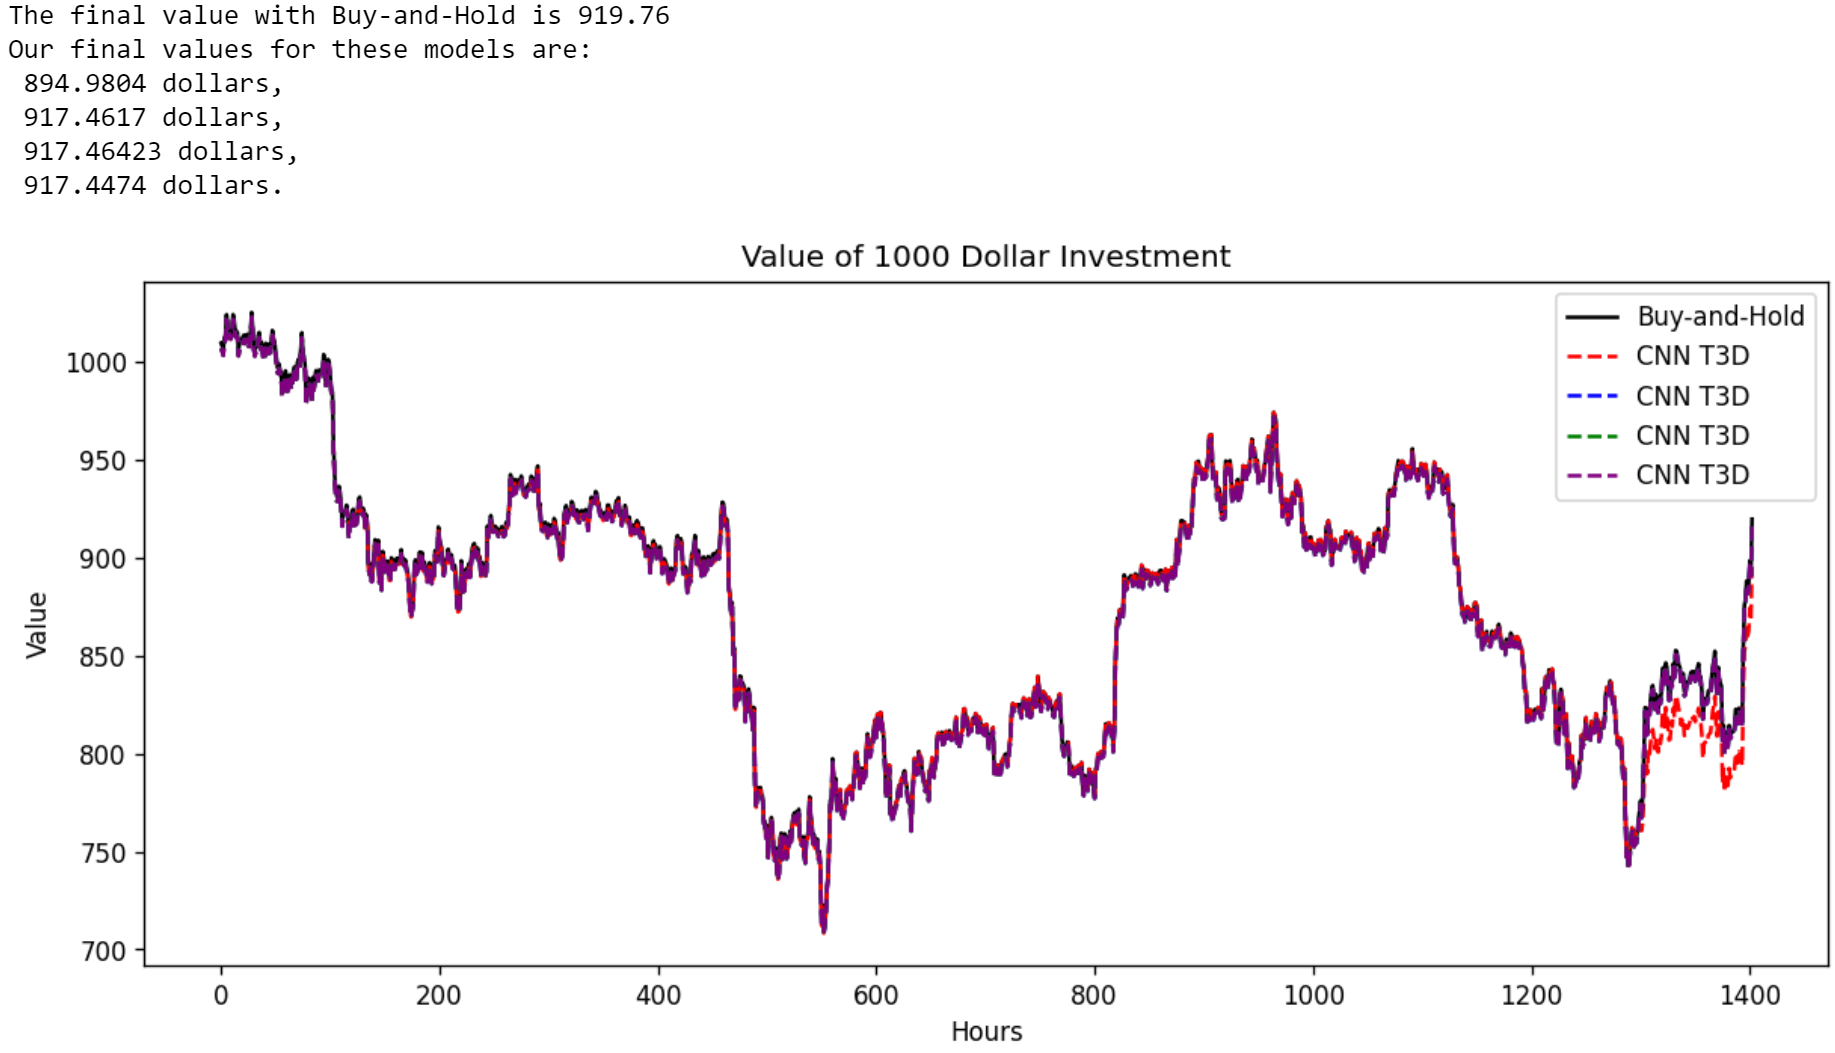 The final value with Buy-and-Hold is 919.76
Our final values for these models are:
894.9804 dollars,
917.4617 dollars,
917.46423 dollars,
917.4474 dollars.
Value of 1000 Dollar Investment
Buy-and-Hold
CNN T3D
CNN T3D
CNN T3D
CNN T3D
1000
950
900
850
800
750
700
Value
0 200 400 600 800 1000 1200 1400
Hours